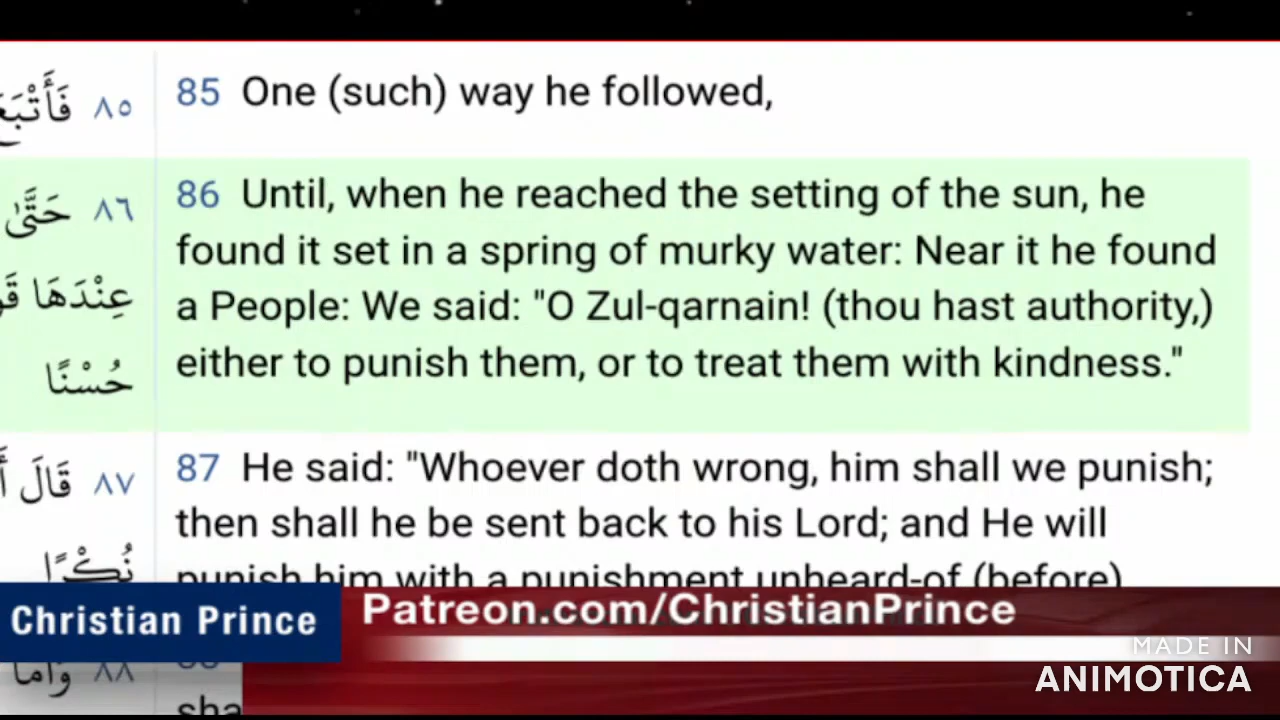 فَأَتْبَعَ ٨٥
85 One (such) way he followed,
حَتَّىٰ ٨٦
عِنْدَهَا
حُسْنًا
86 Until, when he reached the setting of the sun, he
found it set in a spring of murky water: Near it he found
a People: We said: "O Zul-qarnain! (thou hast authority,)
either to punish them, or to treat them with kindness."
قَالَ ٨٧
نُكْرًا
87 He said: "Whoever doth wrong, him shall we punish;
then shall he be sent back to his Lord; and He will
punish him with a punishment unheard-of (before)
Christian Prince
Patreon.com/ChristianPrince
وَأَمَّا ٨٨
88
sha
MADE IN
ANIMOTICA